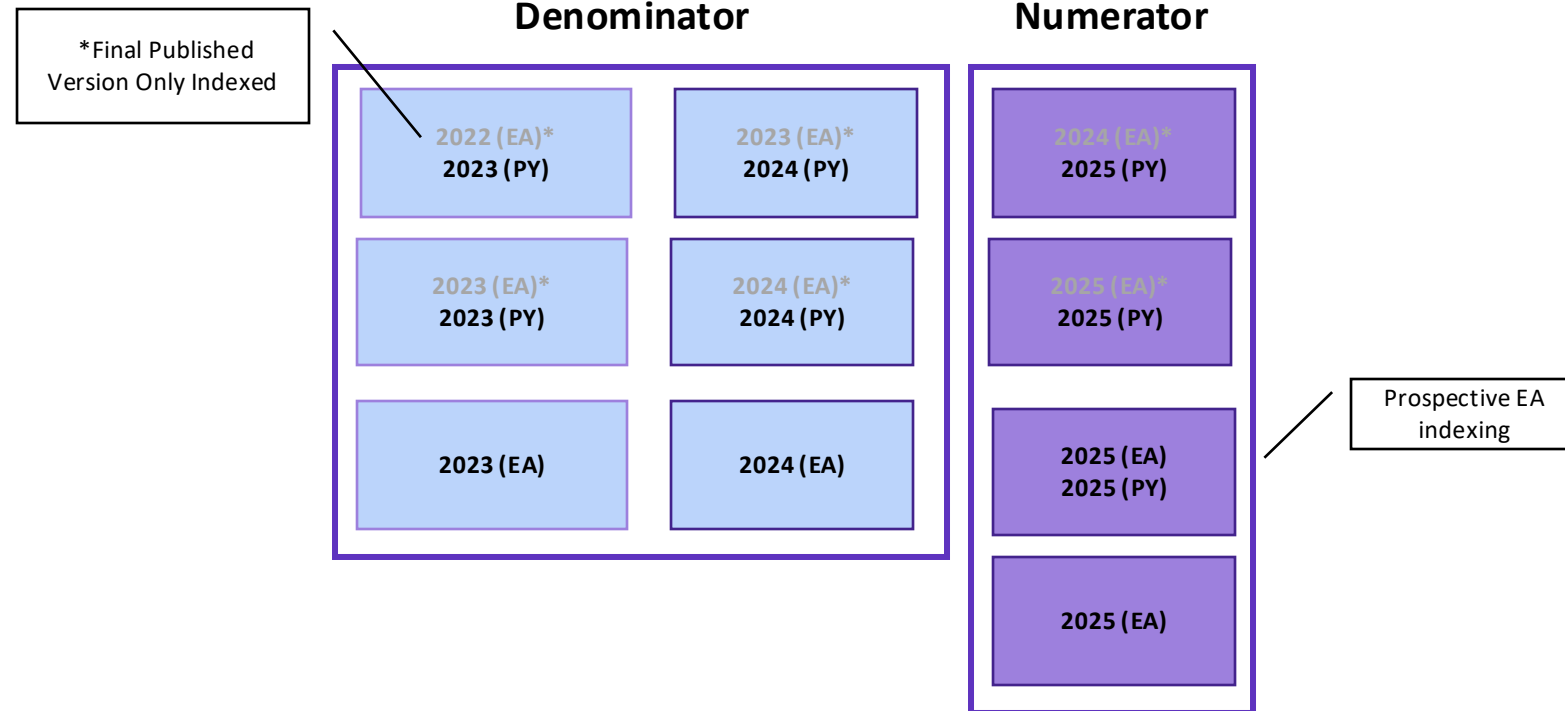 Denominator
Numerator
*Final Published
Version Only Indexed
2022 (EA)*
2023 (PY)
2023 (EA)*
2024 (PY)
2024 (EA)*
2025 (PY)
2023 (EA)*
2023 (PY)
2024 (EA)*
2024 (PY)
2025 (EA)*
2025 (PY)
Prospective EA
indexing
2023 (EA)
2024 (EA)
2025 (EA)
2025 (PY)
2025 (EA)